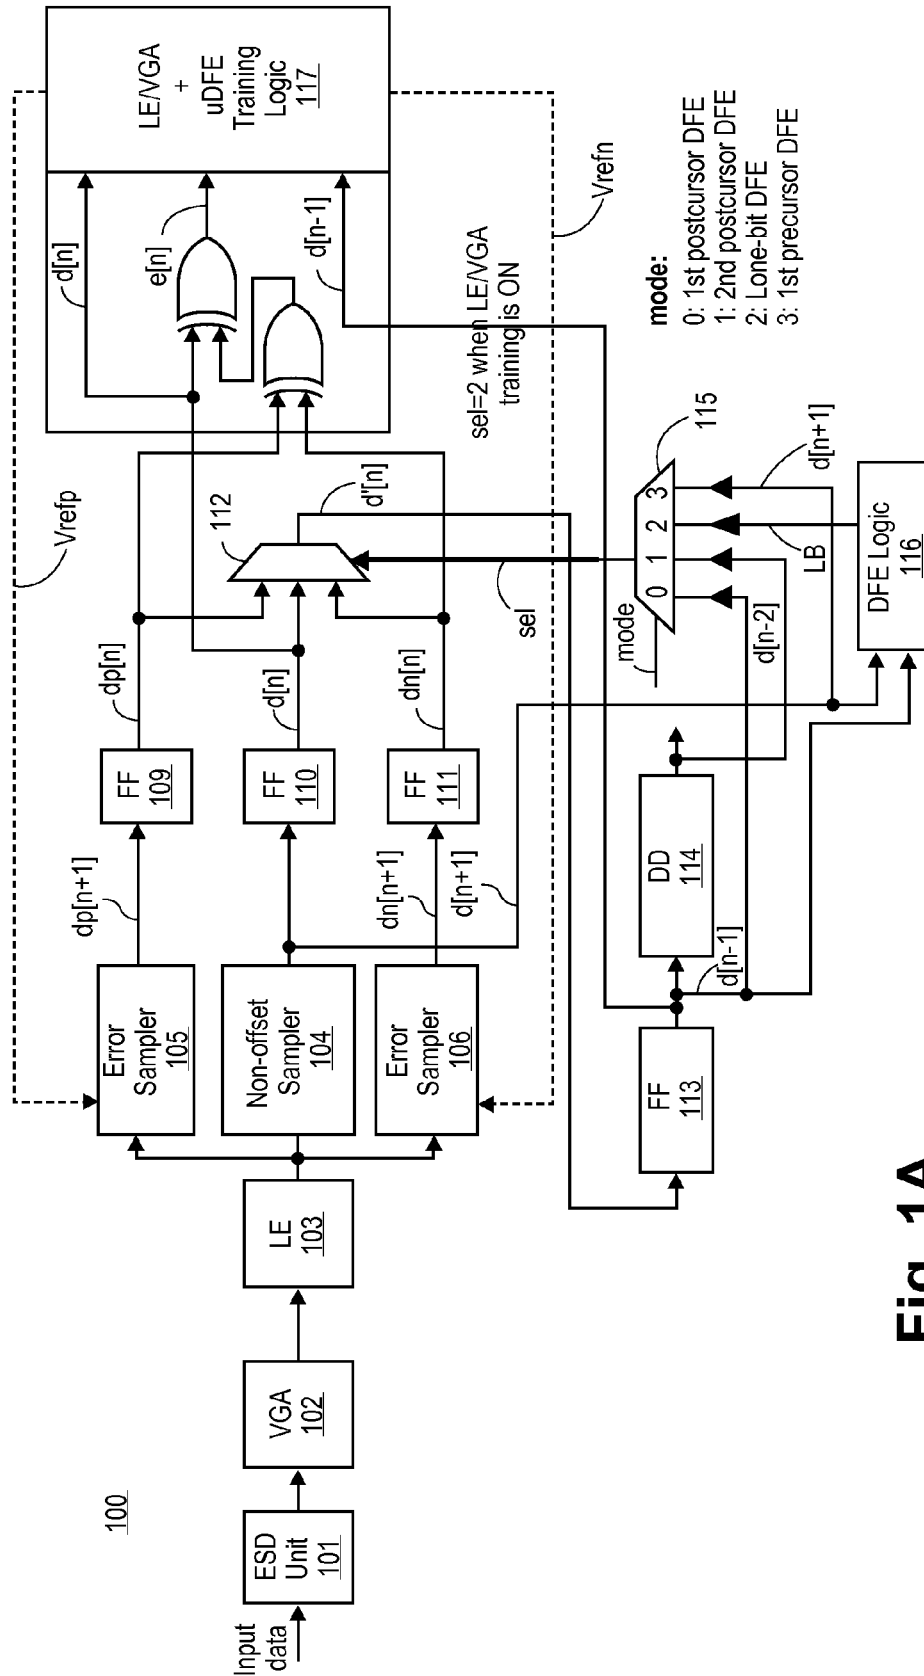 100
Input
data
ESD
Unit
101
VGA
102
LE
103
Error
Sampler
105
Non-offset
Sampler
104
Error
Sampler
106
dp[n+1]
dn[n+1]
d[n+1]
FF
109
FF
110
FF
111
dp[n]
d[n]
dn[n]
112
d'[n]
sel
Vrefp
Vrefn
d[n]
e[n]
d[n-1]
LE/VGA
+
uDFE
Training
Logic
117
sel=2 when LE/VGA
training is ON
FF
113
d[n-1]
DD
114
d[n-2]
mode
0 1 2 3
115
LB
d[n+1]
DFE Logic
116
mode:
0: 1st postcursor DFE
1: 2nd postcursor DFE
2: Lone-bit DFE
3: 1st precursor DFE
Fig. 1A